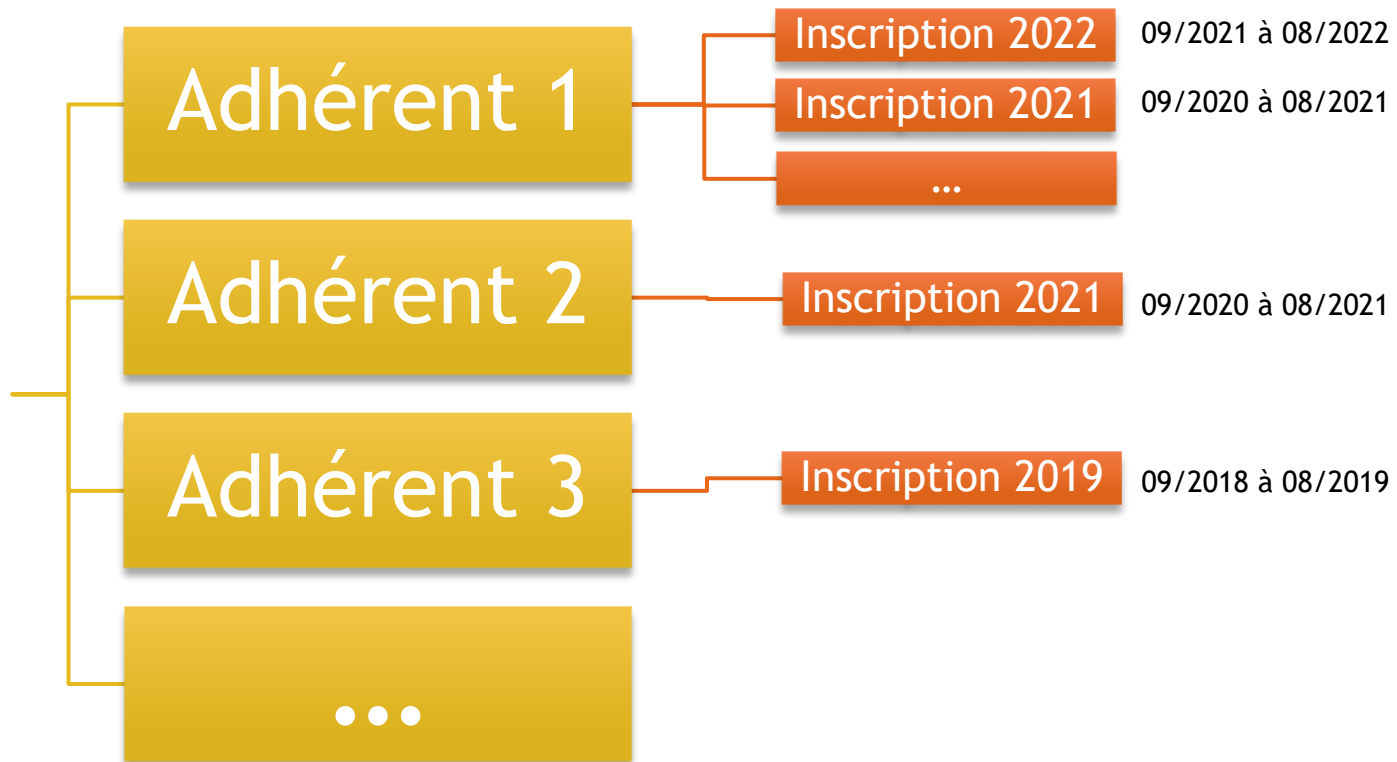 Adhérent 1
Inscription 2022 09/2021 à 08/2022
Inscription 2021 09/2020 à 08/2021
...
Adhérent 2
Inscription 2021 09/2020 à 08/2021
Adhérent 3
Inscription 2019 09/2018 à 08/2019
...